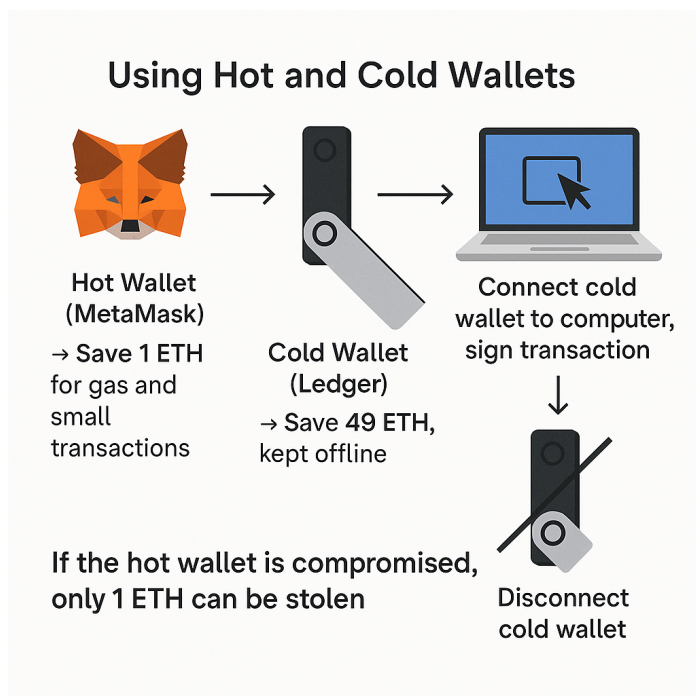 Using Hot and Cold Wallets
Hot Wallet
(MetaMask)
→ Save 1 ETH
for gas and
small
transactions
Cold Wallet
(Ledger)
→ Save 49 ETH,
kept offline
Connect cold
wallet to computer,
sign transaction
Disconnect
cold wallet
If the hot wallet is compromised,
only 1 ETH can be stolen